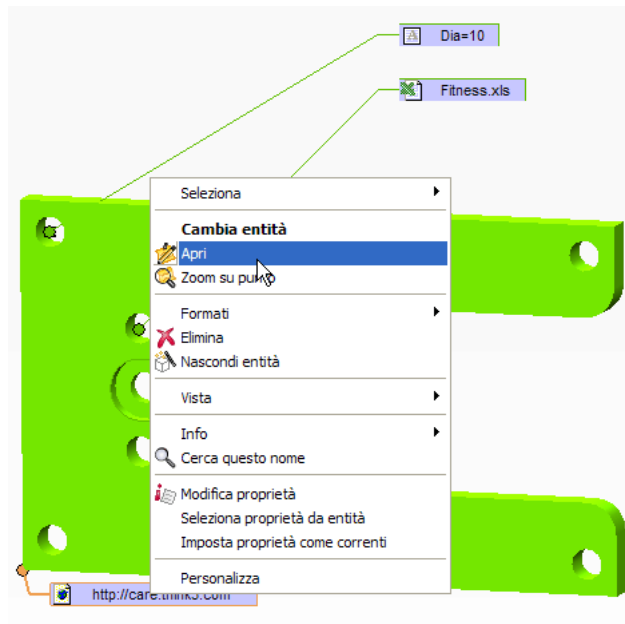 Dia=10
Fitness.xls
Seleziona
Cambia entità
Apri
Zoom su punto
Formati
Elimina
Nascondi entità
Vista
Info
Cerca questo nome
Modifica proprietà
Seleziona proprietà da entità
Imposta proprietà come correnti
Personalizza
http://care.think3.com